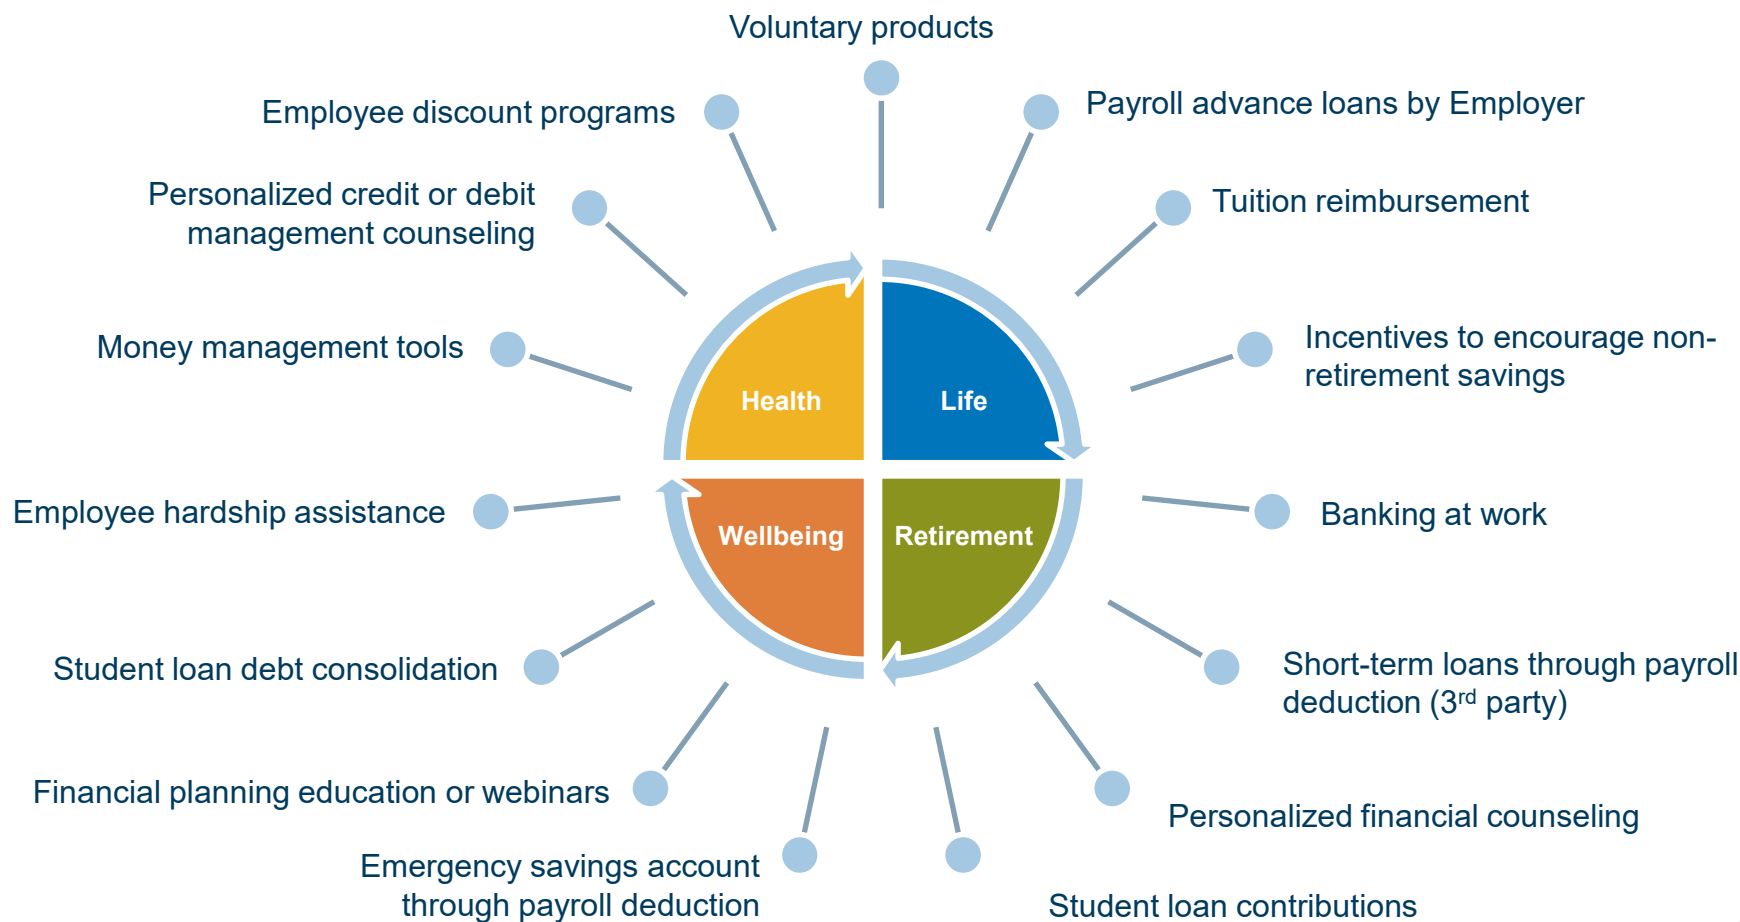 Voluntary products
Employee discount programs
Payroll advance loans by Employer
Personalized credit or debit
management counseling
Tuition reimbursement
Money management tools
Incentives to encourage non-
retirement savings
Health
Life
Employee hardship assistance
Banking at work
Wellbeing
Retirement
Student loan debt consolidation
Short-term loans through payroll
deduction (3rd party)
Financial planning education or webinars
Personalized financial counseling
Emergency savings account
through payroll deduction
Student loan contributions